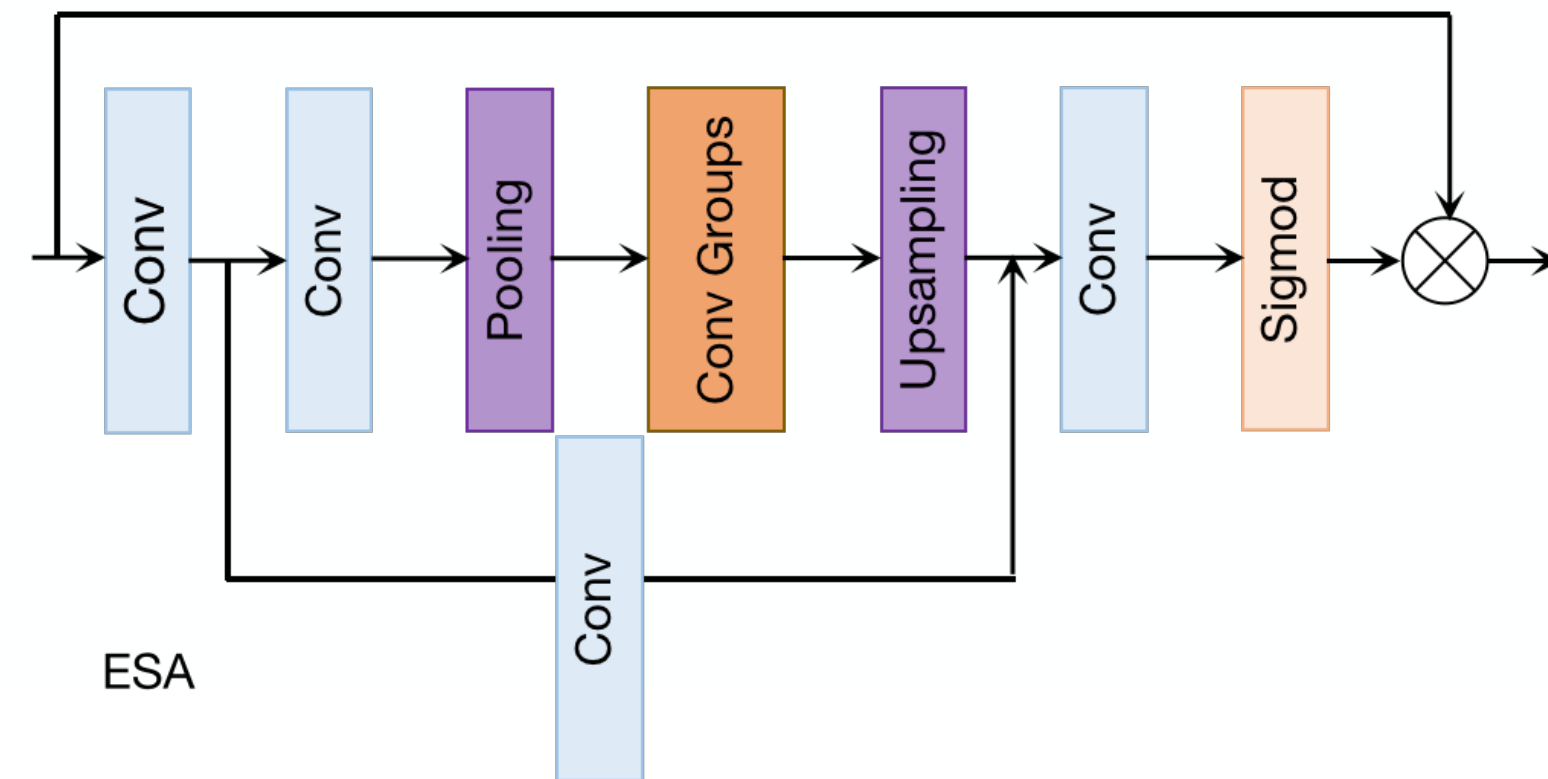 Conv
Conv
Pooling
Conv Groups
Upsampling
Conv
Sigmod
Conv
ESA